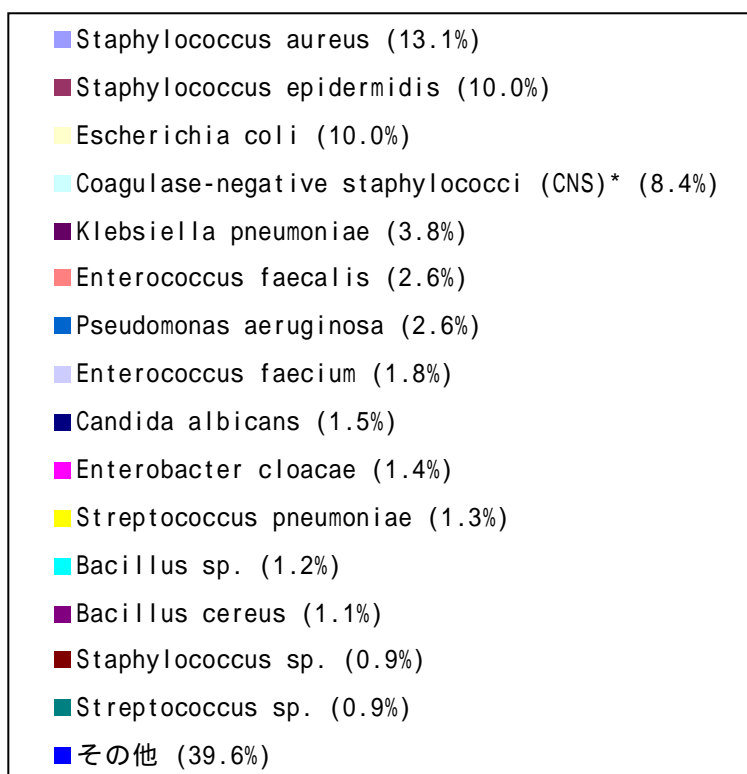 Staphylococcus aureus (13.1%)
Staphylococcus epidermidis (10.0%)
Escherichia coli (10.0%)
Coagulase-negative staphylococci (CNS)* (8.4%)
Klebsiella pneumoniae (3.8%)
Enterococcus faecalis (2.6%)
Pseudomonas aeruginosa (2.6%)
Enterococcus faecium (1.8%)
Candida albicans (1.5%)
Enterobacter cloacae (1.4%)
Streptococcus pneumoniae (1.3%)
Bacillus sp. (1.2%)
Bacillus cereus (1.1%)
Staphylococcus sp. (0.9%)
Streptococcus sp. (0.9%)
その他 (39.6%)